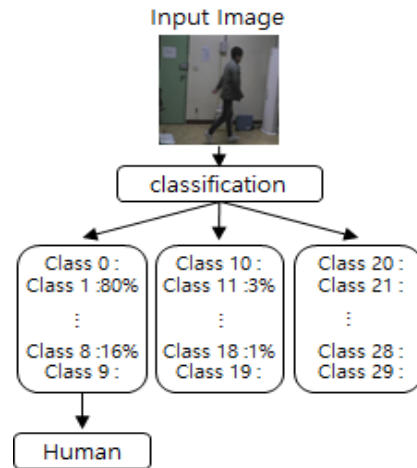 Input Image
classification
Class 0 :
Class 1 :80%
⋮
Class 8 :16%
Class 9 :
Class 10 :
Class 11 :3%
⋮
Class 18 :1%
Class 19 :
Class 20 :
Class 21 :
⋮
Class 28 :
Class 29 :
Human